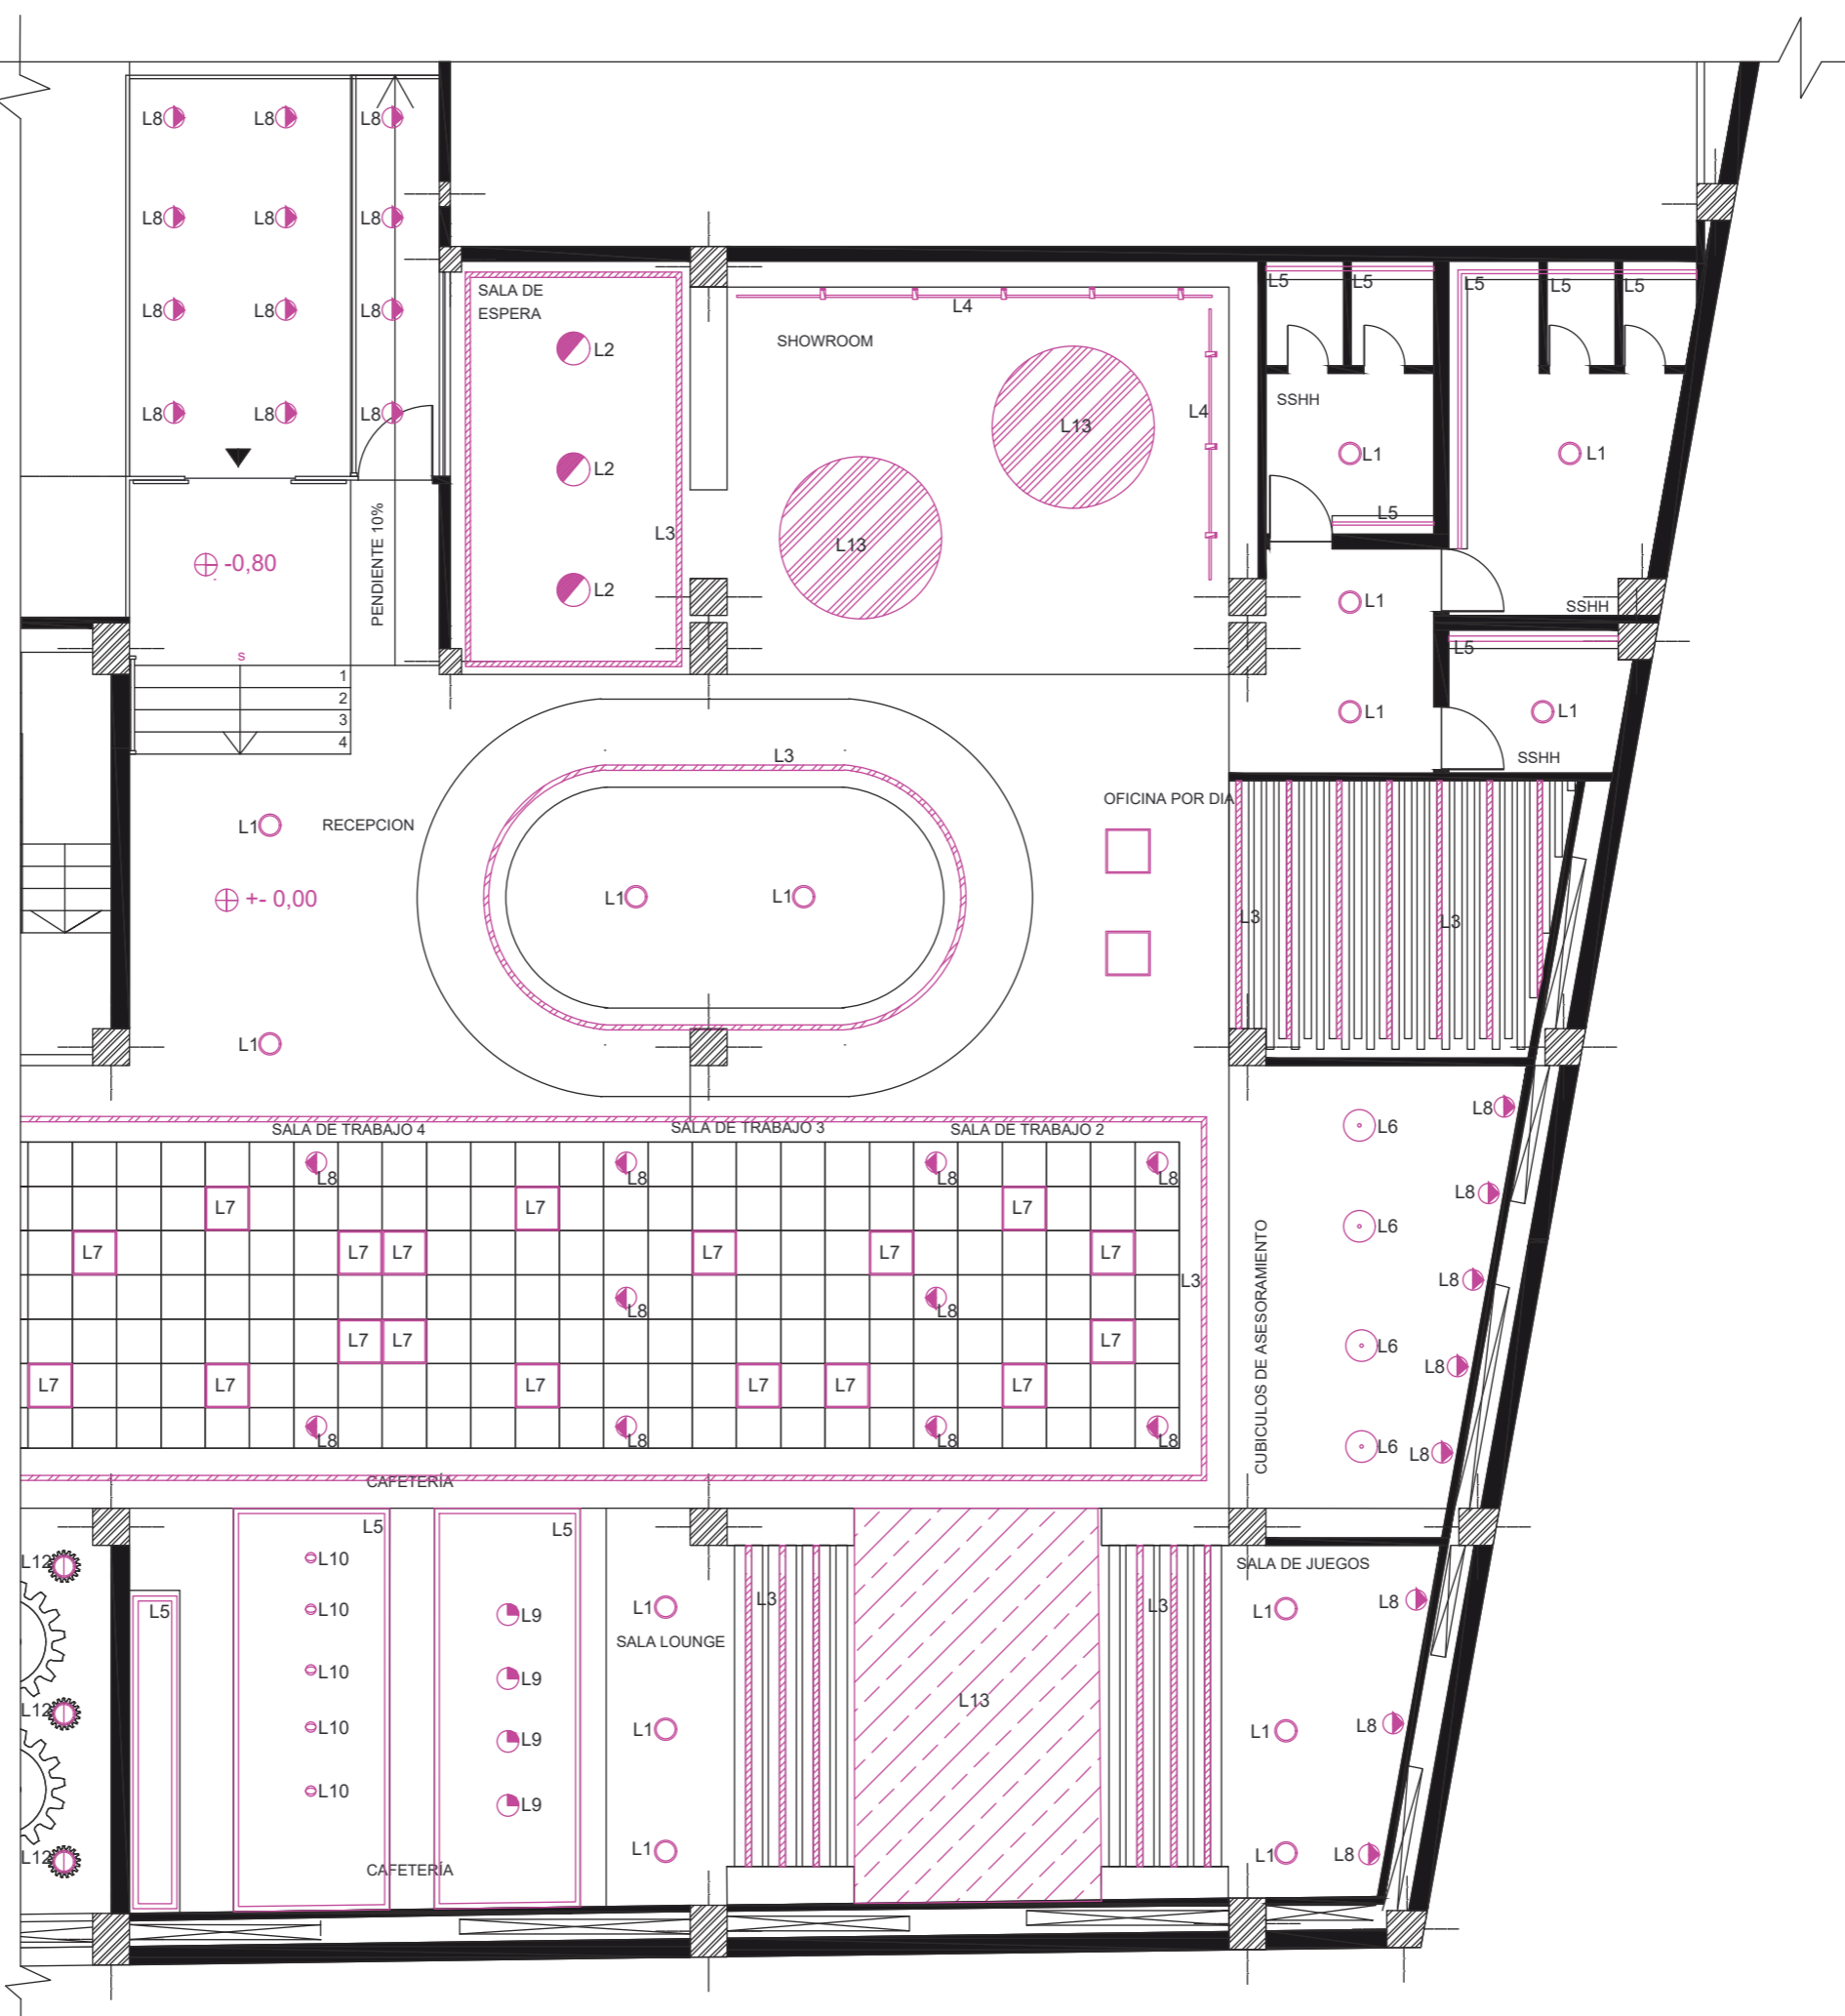 L8 L8 L8
L8 L8 L8
L8 L8 L8
L8 L8 L8
SALA DE
ESPERA
L2
L2
L2
L3
L4
SHOWROOM
L13
L4
L13
L5 L5 L5 L5 L5
SSHH
L1 L1
L5
L1
SSHH
L5
L1 L1
SSHH
-0,80
PENDIENTE 10%
s
1
2
3
4
L3
L1 RECEPCION
+- 0,00
L1 L1
L1
OFICINA POR DIA
L3 L3
SALA DE TRABAJO 4 SALA DE TRABAJO 3 SALA DE TRABAJO 2
L8 L8 L8 L8
L7 L7 L7
L7 L7 L7 L7 L7 L7
L3
L8 L8
L7 L7 L7
L7 L7 L7 L7 L7 L7
L8 L8 L8 L8
CUBICULOS DE ASESORAMIENTO
L6 L8
L6 L8
L8
L6 L8
L6 L8
CAFETERÍA
L5 L5
L12
L12
L12
L5
L10
L10
L10
L10
L10
L9
L9
L9
L9
L1
SALA LOUNGE
L1
L1
L3
L13
L3
SALA DE JUEGOS
L1 L8
L1 L8
L1 L8
CAFETERÍA